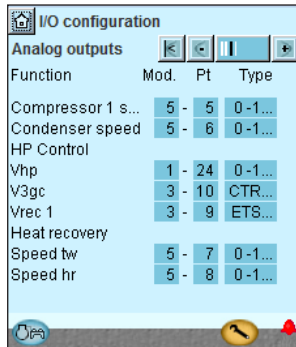 I/O configuration
Analog outputs
Function Mod. Pt Type
Compressor 1 s... 5 - 5 0 -1...
Condenser speed 5 - 6 0 -1...
HP Control
Vhp 1 - 24 0 -1...
V3gc 3 - 10 CTR...
Vrec 1 3 - 9 ETS...
Heat recovery
Speed tw 5 - 7 0 -1...
Speed hr 5 - 8 0 -1...